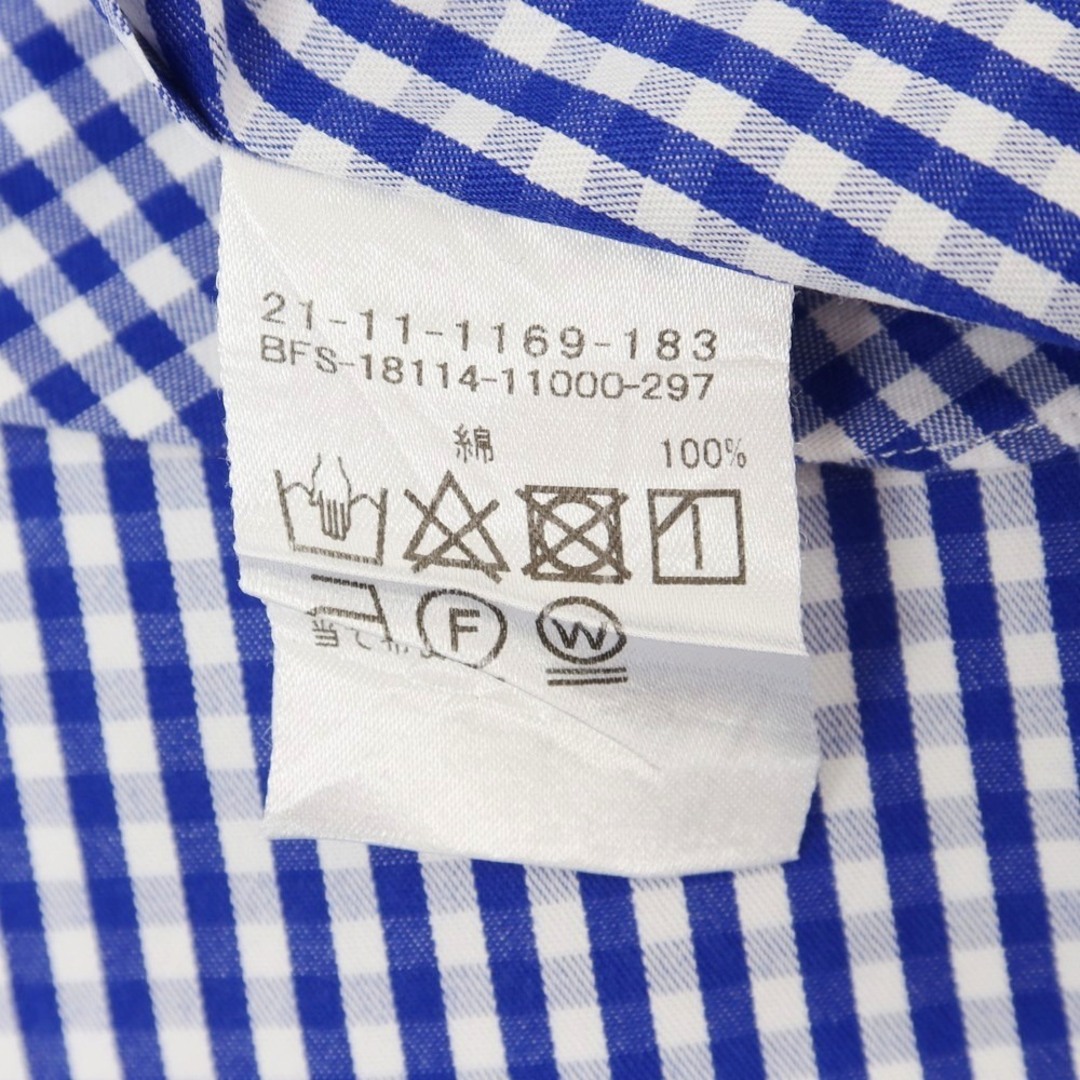 21-11-1169-183
BFS-18114-11000-297
綿 100%
F W